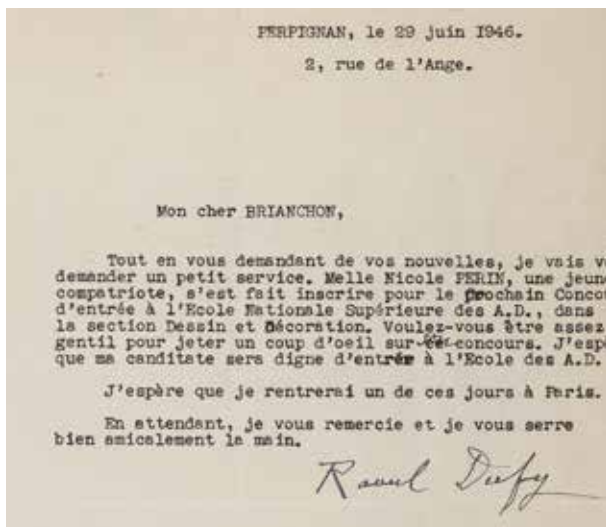 PERPIGNAN, le 29 juin I946.
2, rue de l'Ange.
Mon cher BRIANCHON,
Tout en vous demandant de vos nouvelles, je vais
demander un petit service. Melle Nicole PERIN, une jeun
compatriote, s'est fait inscrire pour le prochain Concou
d'entrée à l'Ecole Nationale Supérieure des A.D., dans
la section Dessin et Décoration. Voulez-vous être assez
gentil pour jeter un coup d'oeil sur concours. J'esp
que ma canditate sera digne d'entrer à l'Ecole des A.D.
J'espère que je rentrerai un de ces jours à Paris.
En attendant, je vous remercie et je vous serre
bien amicalement la main.
Raoul Dufy